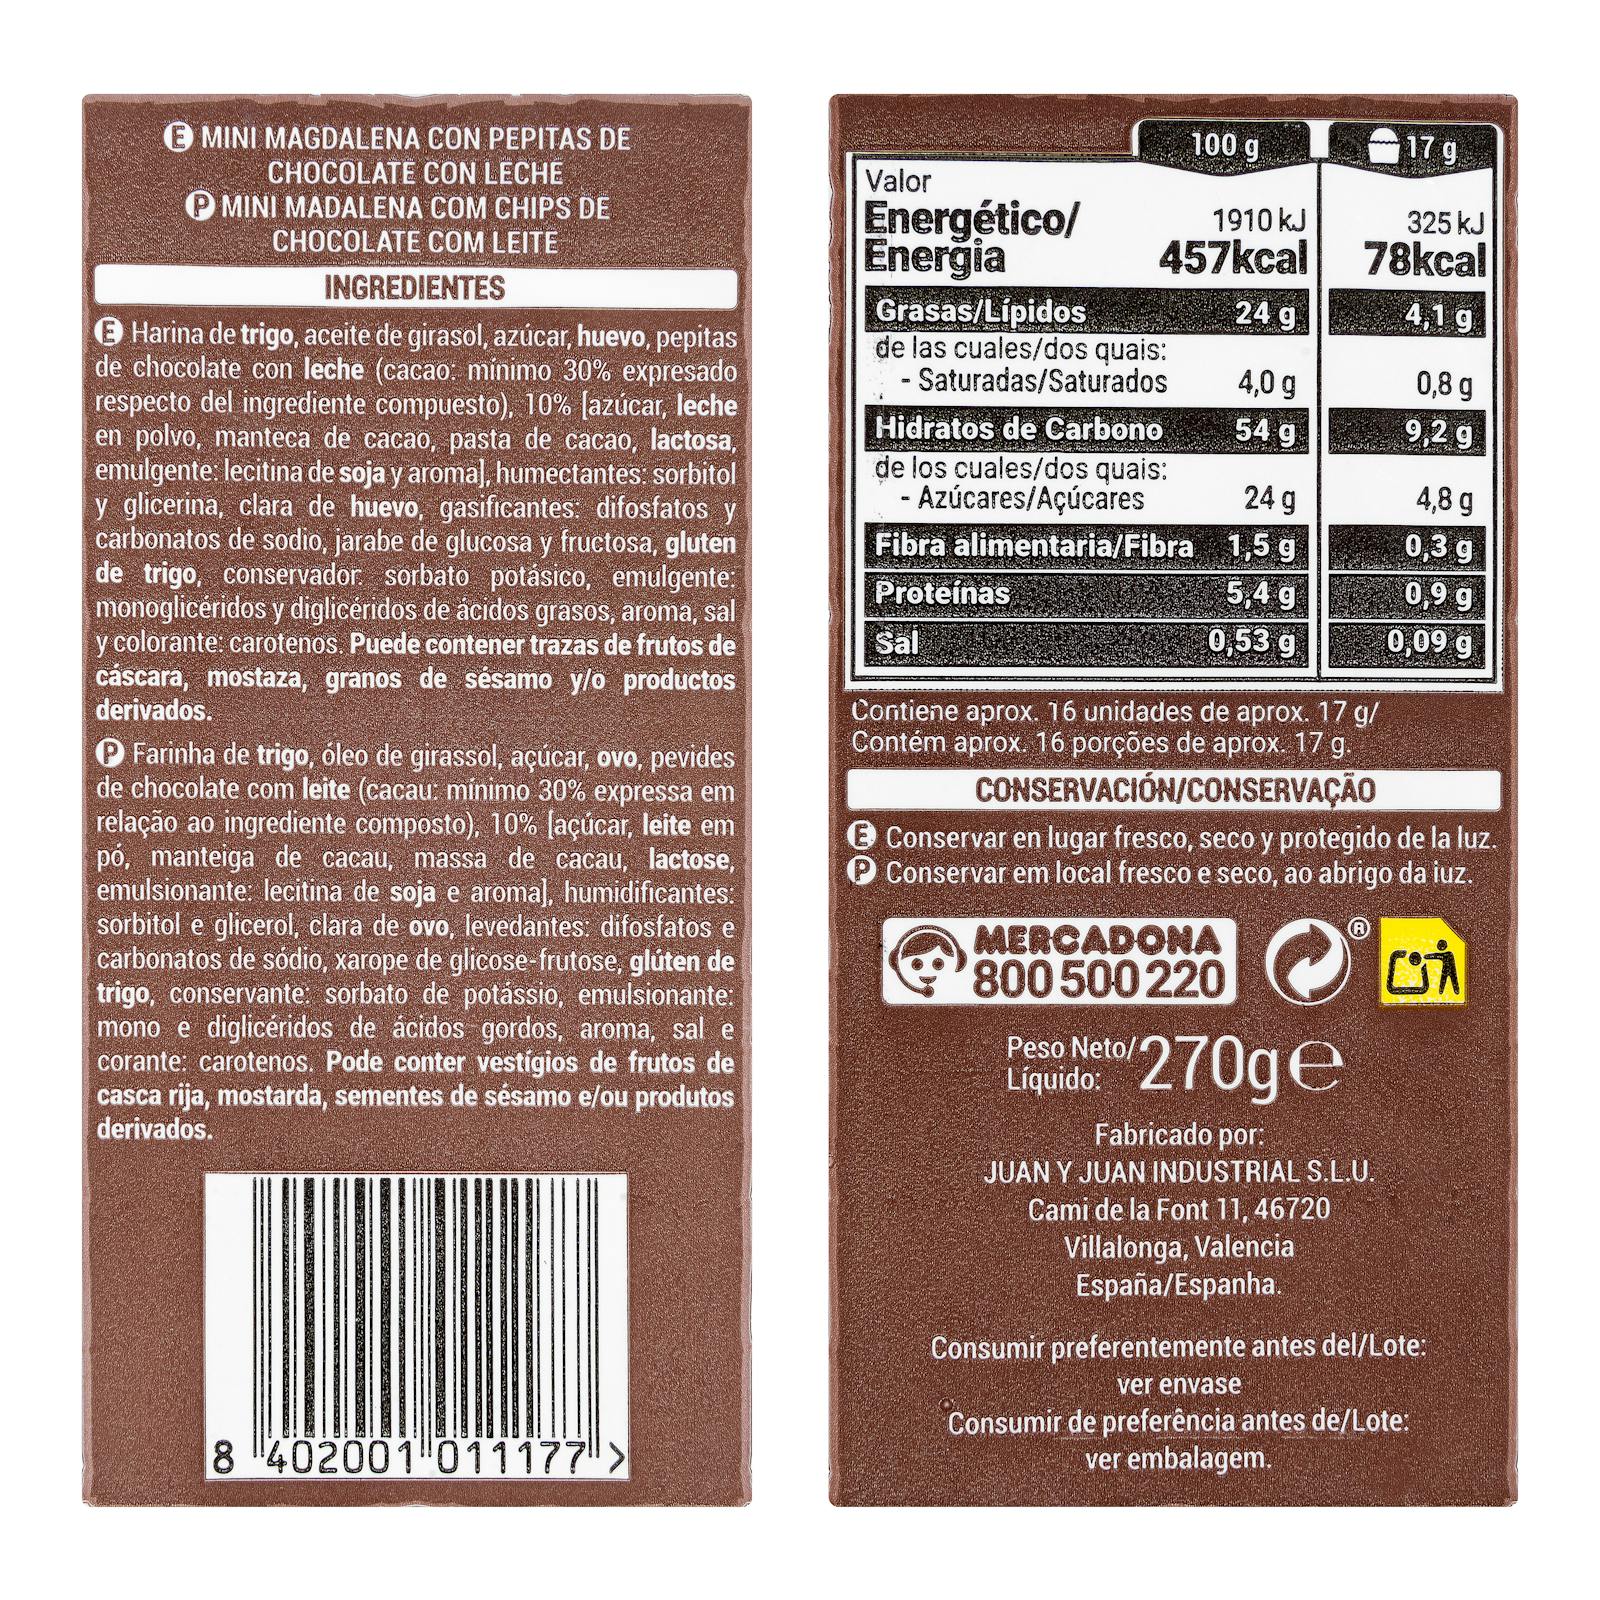 E MINI MAGDALENA CON PEPITAS DE
CHOCOLATE CON LECHE
P MINI MADALENA COM CHIPS DE
CHOCOLATE COM LEITE
INGREDIENTES
E Harina de trigo, aceite de girasol, azúcar, huevo, pepitas
de chocolate con leche (cacao: mínimo 30% expresado
respecto del ingrediente compuesto), 10% [azúcar, leche
en polvo, manteca de cacao, pasta de cacao, lactosa,
emulgente: lecitina de soja y aroma], humectantes: sorbitol
y glicerina, clara de huevo, gasificantes: difosfatos y
carbonatos de sodio, jarabe de glucosa y fructosa, gluten
de trigo, conservador: sorbato potásico, emulgente:
monoglicéridos y diglicéridos de ácidos grasos, aroma, sal
y colorante: carotenos. Puede contener trazas de frutos de
cáscara, mostaza, granos de sésamo y/o productos
derivados.
P Farinha de trigo, óleo de girassol, açúcar, ovo, pevides
de chocolate com leite (cacau: mínimo 30% expressa em
relação ao ingrediente composto), 10% [açúcar, leite em
pó, manteiga de cacau, massa de cacau, lactose,
emulsionante: lecitina de soja e aroma], humidificantes:
sorbitol e glicerol, clara de ovo, levedantes: difosfatos e
carbonatos de sódio, xarope de glicose-frutose, glúten de
trigo, conservante: sorbato de potássio, emulsionante:
mono e diglicéridos de ácidos gordos, aroma, sal e
corante: carotenos. Pode conter vestígios de frutos de
casca rija, mostarda, sementes de sésamo e/ou produtos
derivados.
8 402001 011177 >
100 g 17 g
Valor
Energético/ 1910 kJ 325 kJ
Energia 457kcal 78kcal
Grasas/Lípidos 24 g 4,1 g
de las cuales/dos quais:
- Saturadas/Saturados 4,0 g 0,8 g
Hidratos de Carbono 54 g 9,2 g
de los cuales/dos quais:
- Azúcares/Açúcares 24 g 4,8 g
Fibra alimentaria/Fibra 1,5 g 0,3 g
Proteínas 5,4 g 0,9 g
Sal 0,53 g 0,09 g
Contiene aprox. 16 unidades de aprox. 17 g/
Contém aprox. 16 porções de aprox. 17 g.
CONSERVACIÓN/CONSERVAÇÃO
E Conservar en lugar fresco, seco y protegido de la luz.
P Conservar em local fresco e seco, ao abrigo da luz.
MERCADONA
800 500 220
®
Peso Neto/
Líquido: 270g e
Fabricado por:
JUAN Y JUAN INDUSTRIAL S.L.U.
Cami de la Font 11, 46720
Villalonga, Valencia
España/Espanha.
Consumir preferentemente antes del/Lote:
ver envase
Consumir de preferência antes de/Lote:
ver embalagem.